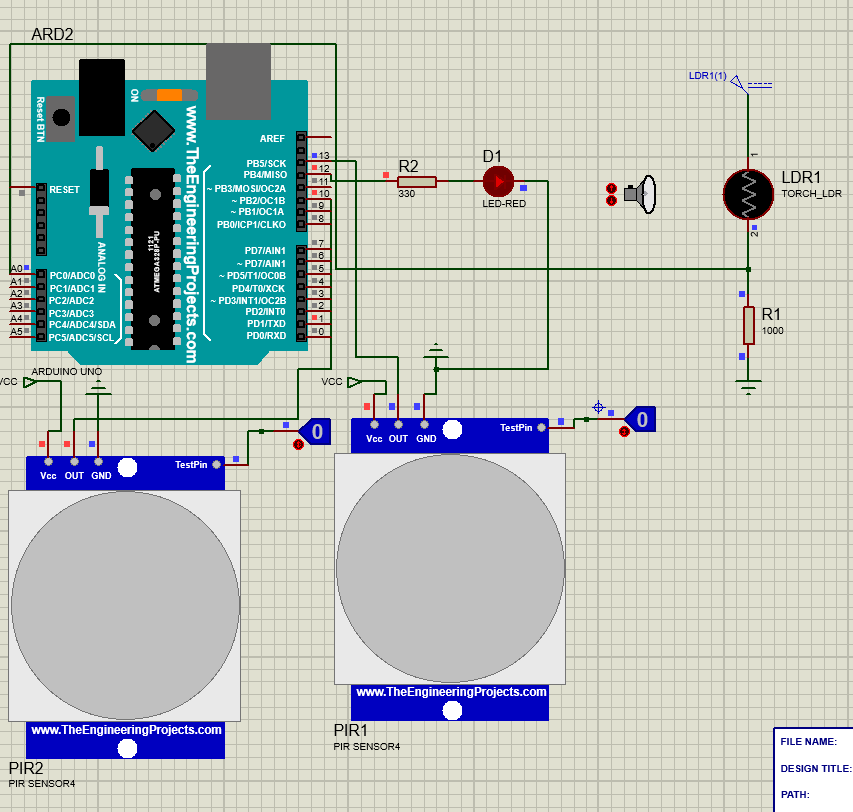 ARD2
ON
Reset BTN
www.TheEngineeringProjects.com
1121
ATMEGA328P-PU
ANALOG IN
RESET
AREF
PB5/SCK 13
PB4/MISO 12
~ PB3/MOSI/OC2A 11
~ PB2/OC1B 10
~ PB1/OC1A 9
PB0/ICP1/CLKO 8
PD7/AIN1 7
~ PD7/AIN1 6
~ PD5/T1/OC0B 5
PD4/T0/XCK 4
~ PD3/INT1/OC2B 3
PD2/INT0 2
PD1/TXD 1
PD0/RXD 0
A0 PC0/ADC0
A1 PC1/ADC1
A2 PC2/ADC2
A3 PC3/ADC3
A4 PC4/ADC4/SDA
A5 PC5/ADC5/SCL
ARDUINO UNO
R2
330
D1
LED-RED
LDR1(1)
1
LDR1
TORCH_LDR
2
R1
1000
VCC
VCC
0
0
Vcc OUT GND TestPin
Vcc OUT GND TestPin
www.TheEngineeringProjects.com
PIR1
PIR SENSOR4
www.TheEngineeringProjects.com
PIR2
PIR SENSOR4
FILE NAME:
DESIGN TITLE:
PATH: